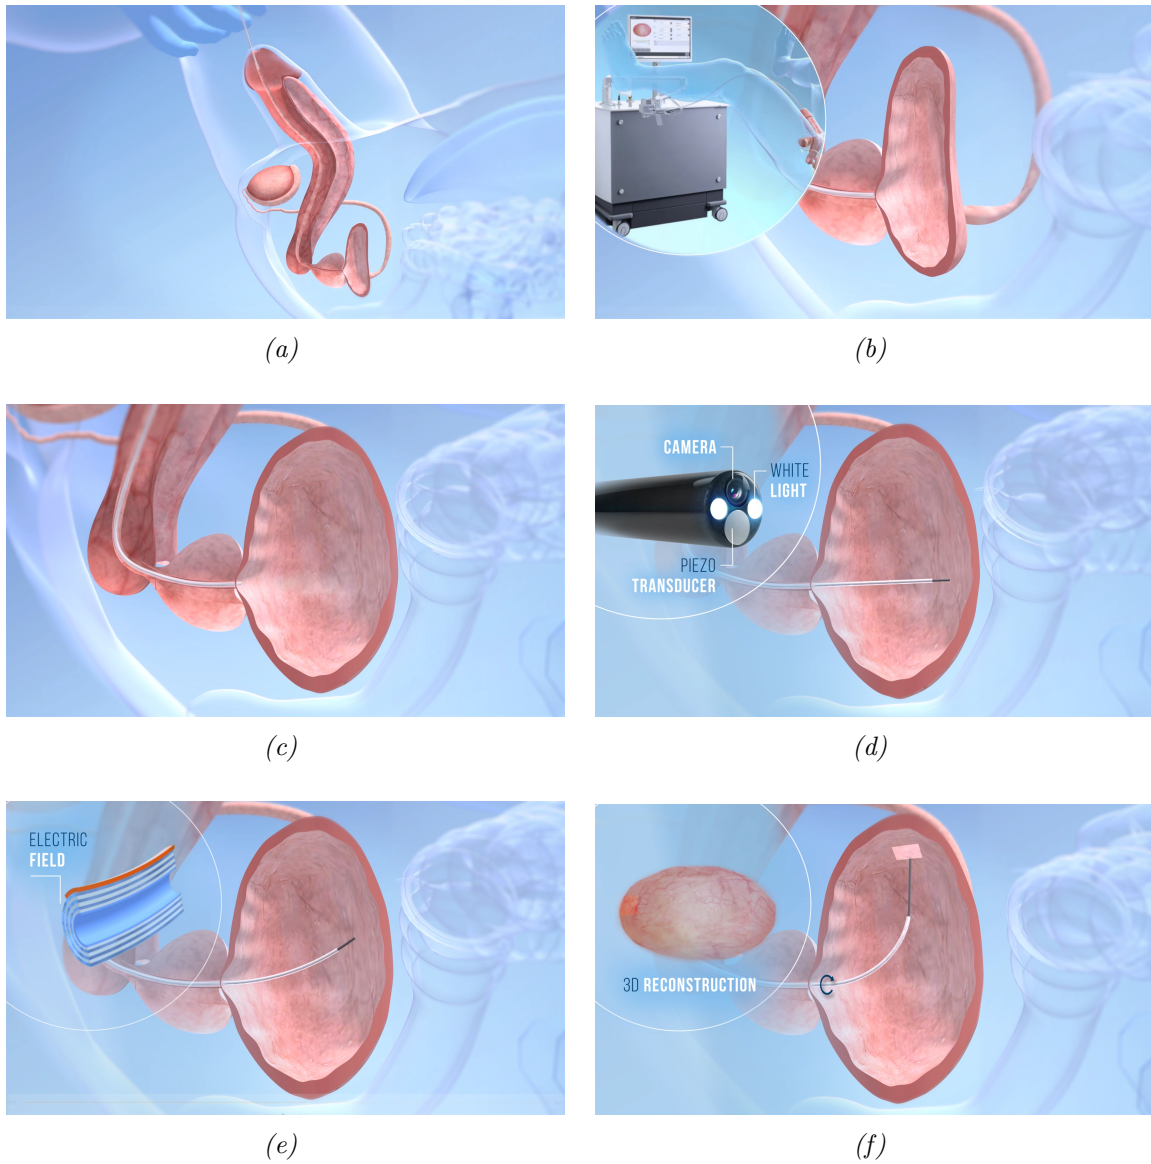 (a)
(b)
(c)
CAMERA
WHITE
LIGHT
PIEZO
TRANSDUCER
(d)
ELECTRIC
FIELD
(e)
3D RECONSTRUCTION
(f)